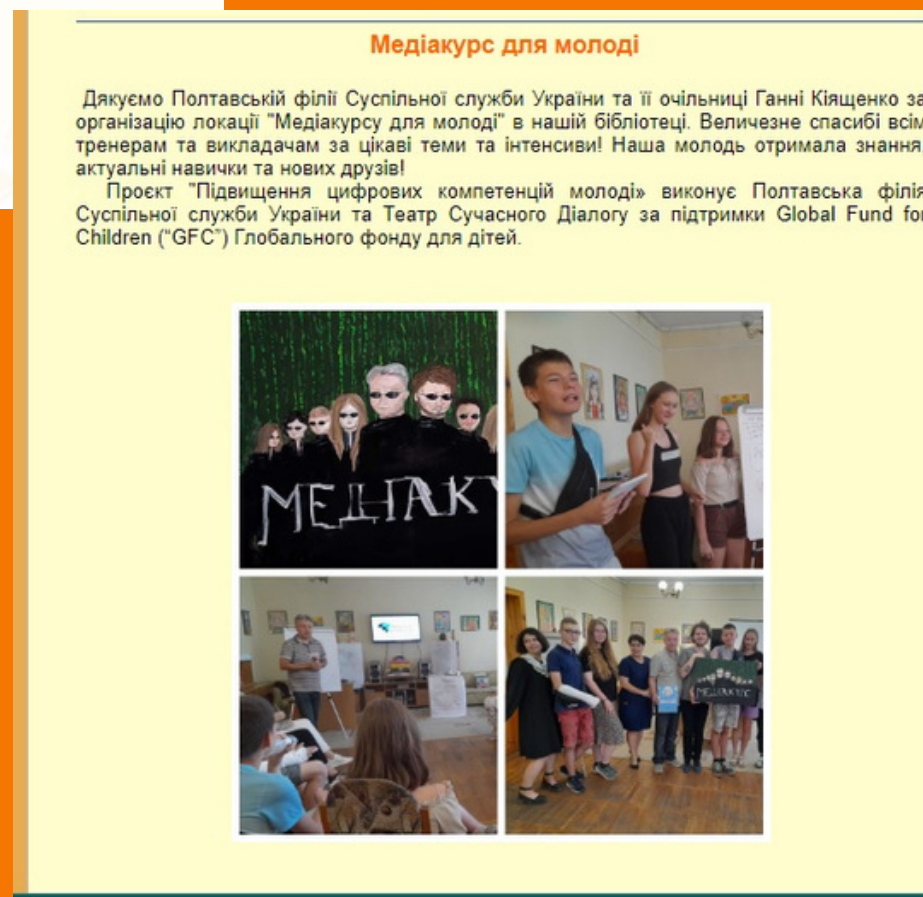 Медіакурс для молоді
Дякуємо Полтавській філії Суспільної служби України та її очільниці Ганні Кіященко за
організацію локації "Медіакурсу для молоді" в нашій бібліотеці. Величезне спасибі всім
тренерам та викладачам за цікаві теми та інтенсиви! Наша молодь отримала знання,
актуальні навички та нових друзів!
Проєкт "Підвищення цифрових компетенцій молоді» виконує Полтавська філія
Суспільної служби України та Театр Сучасного Діалогу за підтримки Global Fund for
Children ("GFC") Глобального фонду для дітей.
МЕДІАКУ
МЕДІАКУРС